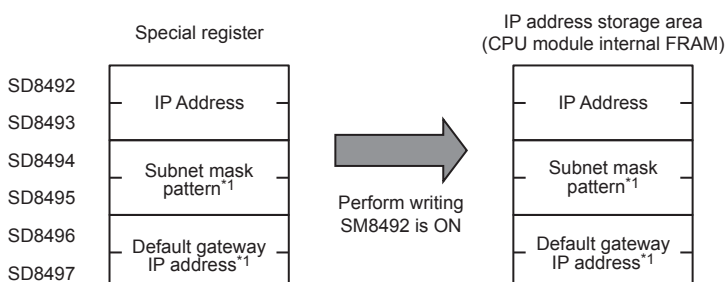 Special register
IP address storage area
(CPU module internal FRAM)
SD8492
SD8493
SD8494
SD8495
SD8496
SD8497
IP Address
Subnet mask
pattern*1
Default gateway
IP address*1
Perform writing
SM8492 is ON
IP Address
Subnet mask
pattern*1
Default gateway
IP address*1